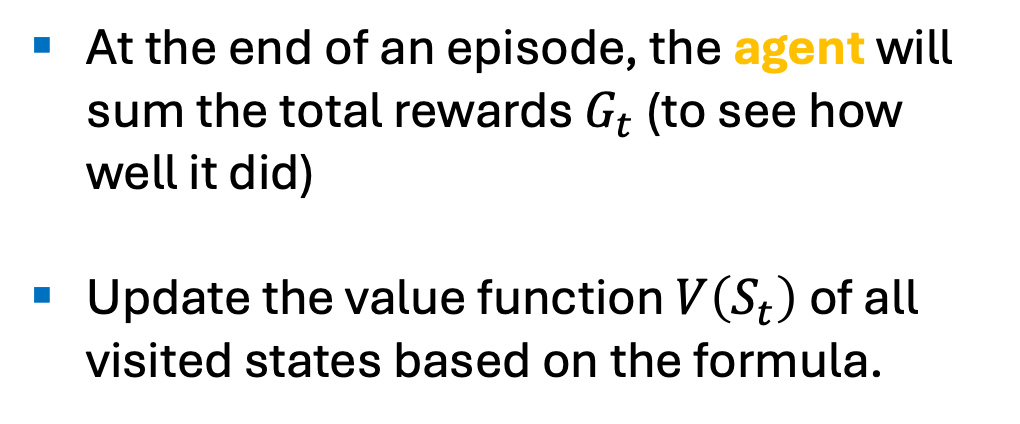 ▪ At the end of an episode, the agent will
sum the total rewards Gₜ (to see how
well it did)
▪ Update the value function V(Sₜ) of all
visited states based on the formula.